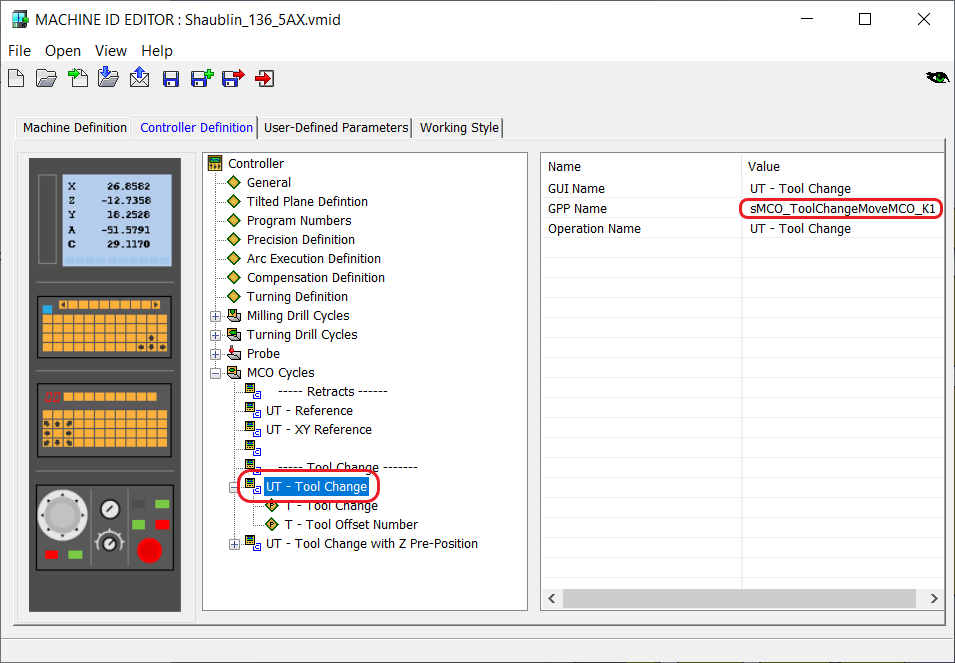 MACHINE ID EDITOR : Shaublin_136_5AX.vmid
File Open View Help
Machine Definition Controller Definition User-Defined Parameters Working Style
X 26.8582
Z -12.7358
Y 18.2528
A -51.5791
C 29.1170
Controller
General
Tilted Plane Defintion
Program Numbers
Precision Definition
Arc Execution Definition
Compensation Definition
Turning Definition
Milling Drill Cycles
Turning Drill Cycles
Probe
MCO Cycles
----- Retracts ------
UT - Reference
UT - XY Reference
----- Tool Change -------
UT - Tool Change
T - Tool Change
T - Tool Offset Number
UT - Tool Change with Z Pre-Position
Name Value
GUI Name UT - Tool Change
GPP Name sMCO_ToolChangeMoveMCO_K1
Operation Name UT - Tool Change